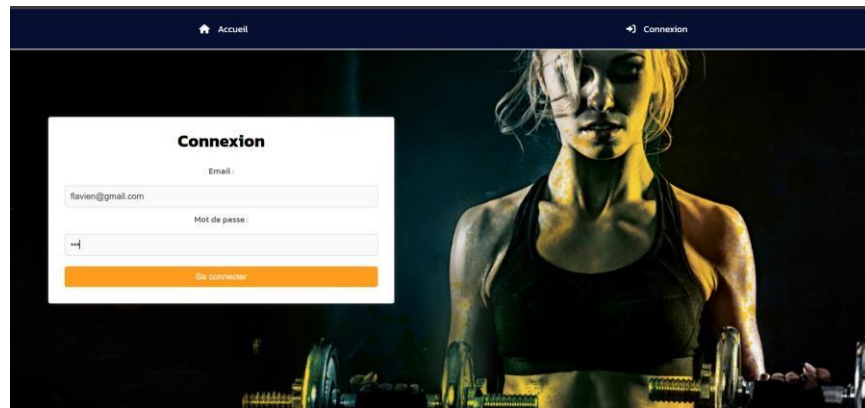 Accueil
Connexion
Connexion
Email :
flavien@gmail.com
Mot de passe :
•••
Se connecter